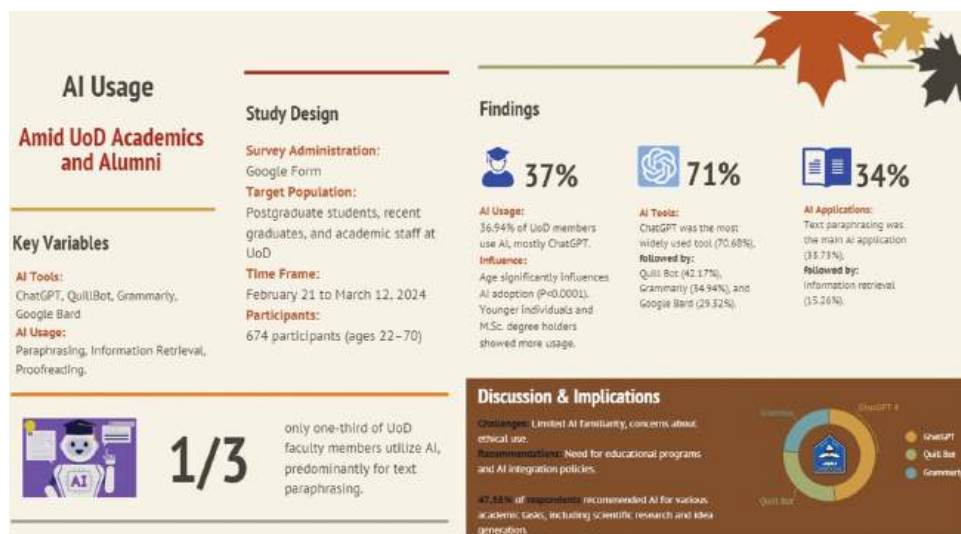 AI Usage
Amid UoD Academics
and Alumni
Key Variables
AI Tools:
ChatGPT, QuillBot, Grammarly,
Google Bard
AI Usage:
Paraphrasing, Information Retrieval,
Proofreading.
Study Design
Survey Administration:
Google Form
Target Population:
Postgraduate students, recent
graduates, and academic staff at
UoD
Time Frame:
February 21 to March 12, 2024
Participants:
674 participants (ages 22–70)
Findings
37%
AI Usage:
36.94% of UoD members
use AI, mostly ChatGPT.
Influence:
Age significantly influences
AI adoption (P<0.0001).
Younger individuals and
M.Sc. degree holders
showed more usage.
71%
AI Tools:
ChatGPT was the most
widely used tool (70.68%),
followed by:
Quill Bot (42.17%),
Grammarly (34.94%), and
Google Bard (29.32%).
34%
AI Applications:
Text paraphrasing was
the main AI application
(33.73%),
followed by:
Information retrieval
(15.26%).
AI
1/3
only one-third of UoD
faculty members utilize AI,
predominantly for text
paraphrasing.
Discussion & Implications
Challenges: Limited AI familiarity, concerns about
ethical use.
Recommendations: Need for educational programs
and AI integration policies.
of respondents recommended AI for various
academic tasks, including scientific research and idea
generation.
ChatGPT 4
Quill Bot
ChatGPT
Quill Bot
Grammarly